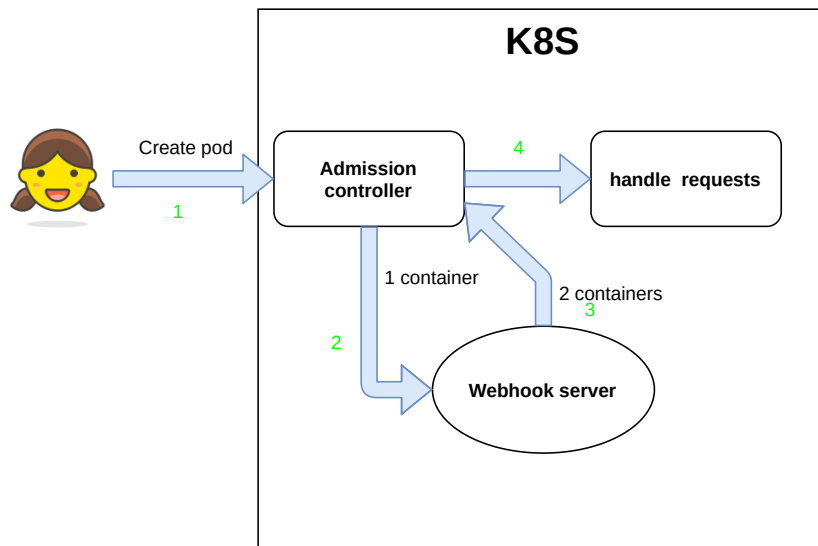 K8S
Create pod
1
Admission
controller
4
handle requests
1 container
2
2 containers
3
Webhook server